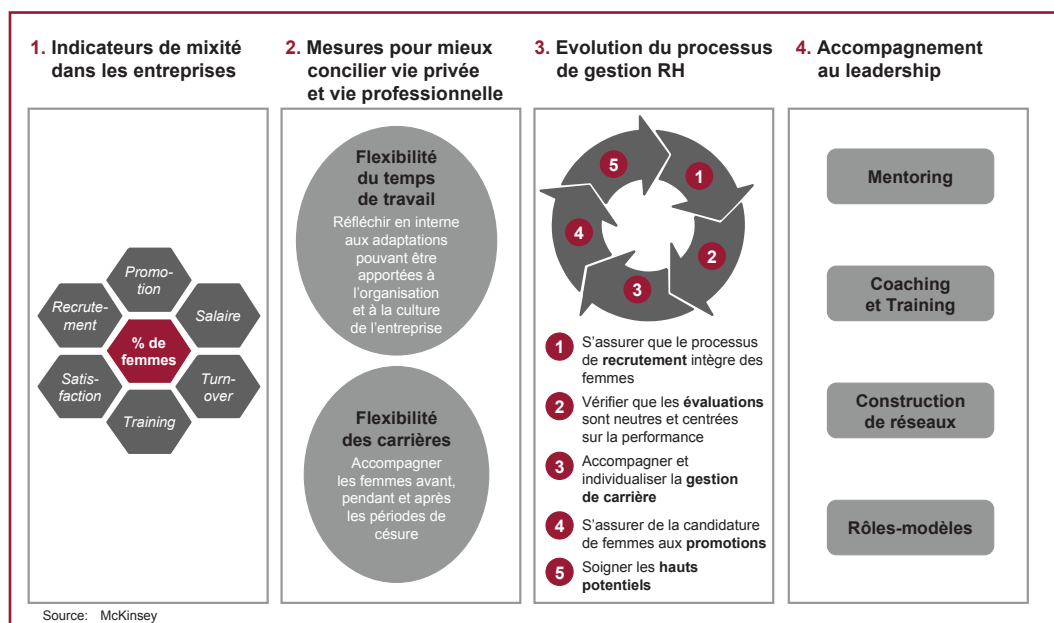 1. Indicateurs de mixité
dans les entreprises
Promo-
tion
Recrute-
ment
Salaire
% de
femmes
Satis-
faction
Turn-
over
Training
2. Mesures pour mieux
concilier vie privée
et vie professionnelle
Flexibilité
du temps
de travail
Réfléchir en interne
aux adaptations
pouvant être
apportées à
l’organisation
et à la culture
de l’entreprise
Flexibilité
des carrières
Accompagner
les femmes avant,
pendant et après
les périodes de
césure
3. Evolution du processus
de gestion RH
5
1
4
2
3
1 S’assurer que le processus
de recrutement intègre des
femmes
2 Vérifier que les évaluations
sont neutres et centrées
sur la performance
3 Accompagner et
individualiser la gestion
de carrière
4 S’assurer de la candidature
de femmes aux promotions
5 Soigner les hauts
potentiels
4. Accompagnement
au leadership
Mentoring
Coaching
et Training
Construction
de réseaux
Rôles-modèles
Source: McKinsey